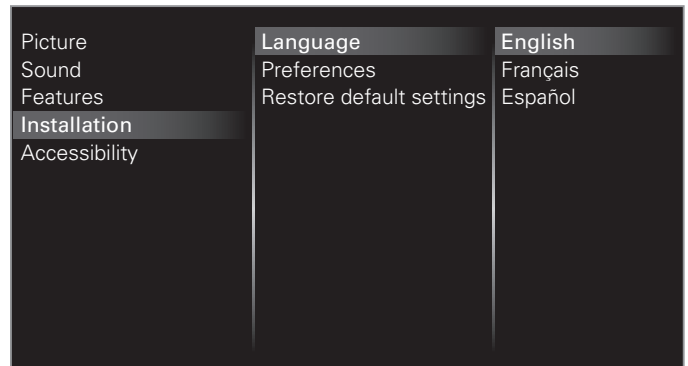 Picture
Sound
Features
Installation
Accessibility
Language
Preferences
Restore default settings
English
Français
Español